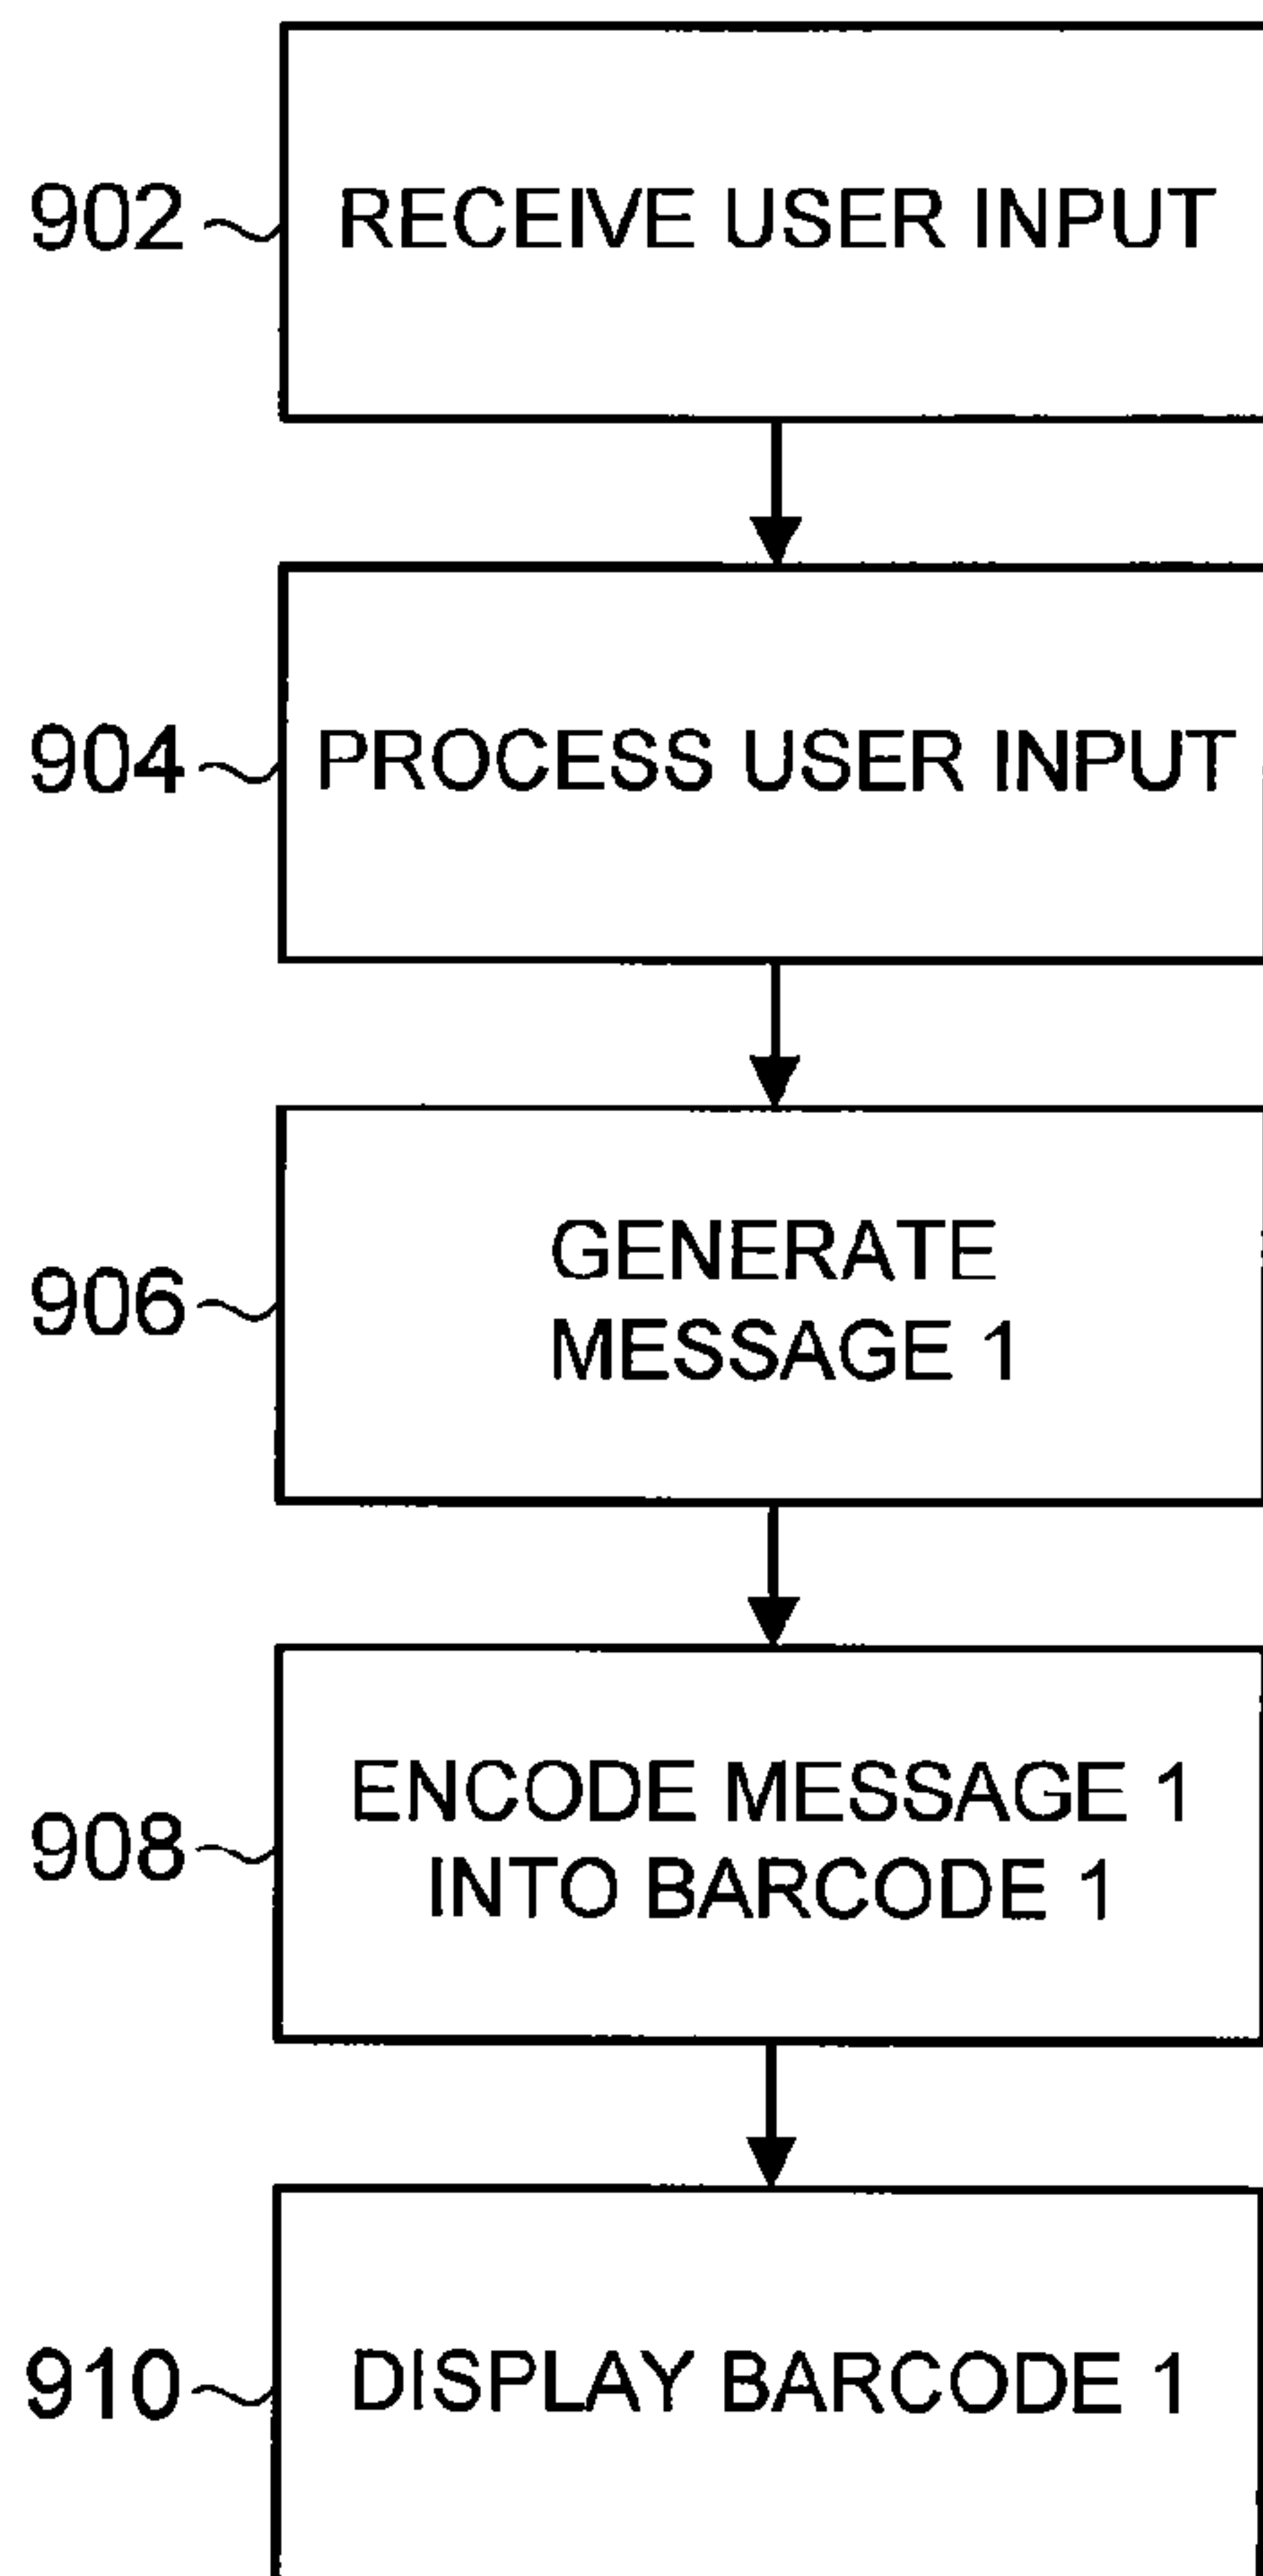 902
RECEIVE USER INPUT
904
PROCESS USER INPUT
906
GENERATE
MESSAGE 1
908
ENCODE MESSAGE 1
INTO BARCODE 1
910
DISPLAY BARCODE 1